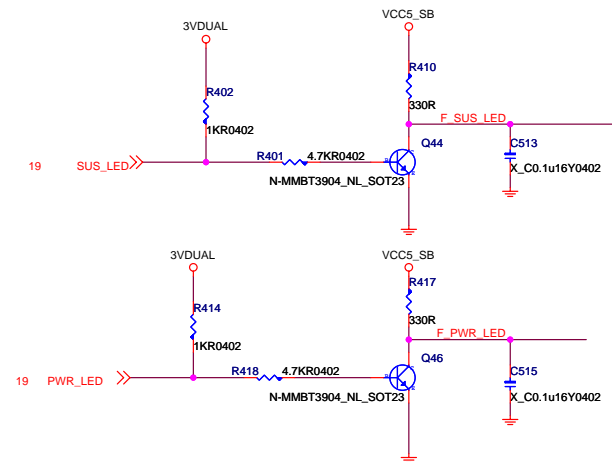 3VDUAL
VCC5_SB
R402
1KR0402
R410
330R
F_SUS_LED
19 SUS_LED
R401 4.7KR0402
Q44
N-MMBT3904_NL_SOT23
C513
X_C0.1u16Y0402
3VDUAL
VCC5_SB
R414
1KR0402
R417
330R
F_PWR_LED
19 PWR_LED
R418 4.7KR0402
Q46
N-MMBT3904_NL_SOT23
C515
X_C0.1u16Y0402